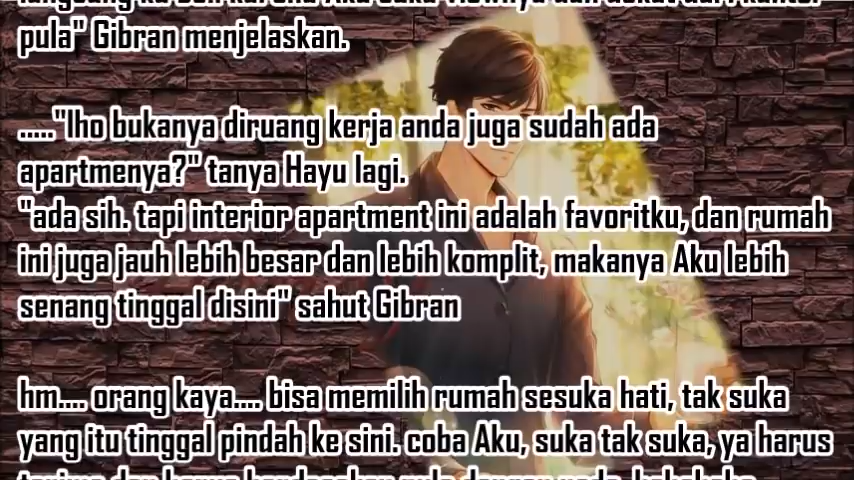 pula" Gibran menjelaskan.
....."lho bukanya diruang kerja anda juga sudah ada
apartmenya?" tanya Hayu lagi.
"ada sih. tapi interior apartment ini adalah favoritku, dan rumah
ini juga jauh lebih besar dan lebih komplit, makanya Aku lebih
senang tinggal disini" sahut Gibran
hm.... orang kaya.... bisa memilih rumah sesuka hati, tak suka
yang itu tinggal pindah ke sini. coba Aku, suka tak suka, ya harus